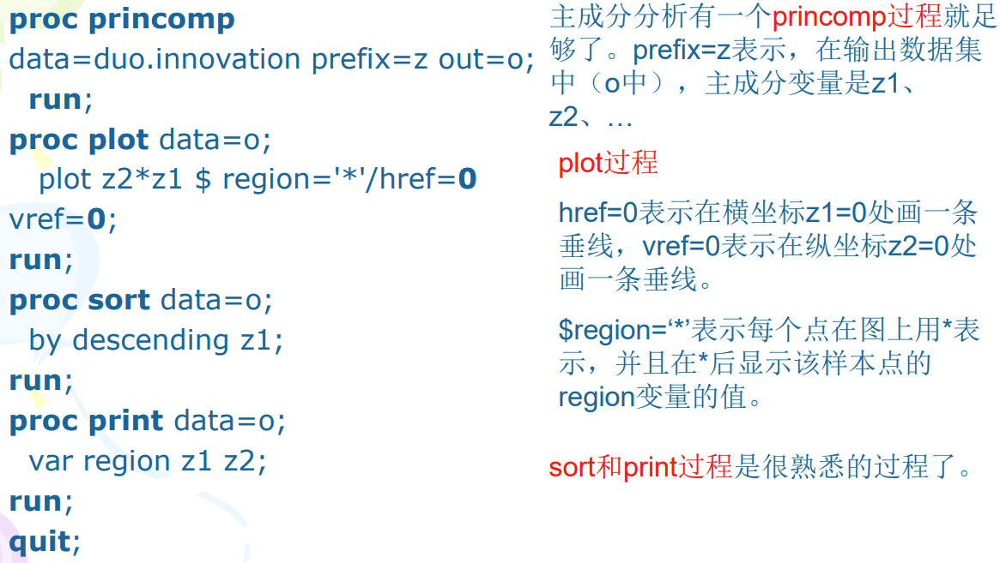 proc princomp
data=duo.innovation prefix=z out=o;
run;
proc plot data=o;
plot z2*z1 $ region='*'/href=0
vref=0;
run;
proc sort data=o;
by descending z1;
run;
proc print data=o;
var region z1 z2;
run;
quit;
主成分分析有一个princomp过程就足
够了。prefix=z表示，在输出数据集
中（o中），主成分变量是z1、
z2、…
plot过程
href=0表示在横坐标z1=0处画一条
垂线，vref=0表示在纵坐标z2=0处
画一条垂线。
$region=‘*’表示每个点在图上用*表
示，并且在*后显示该样本点的
region变量的值。
sort和print过程是很熟悉的过程了。